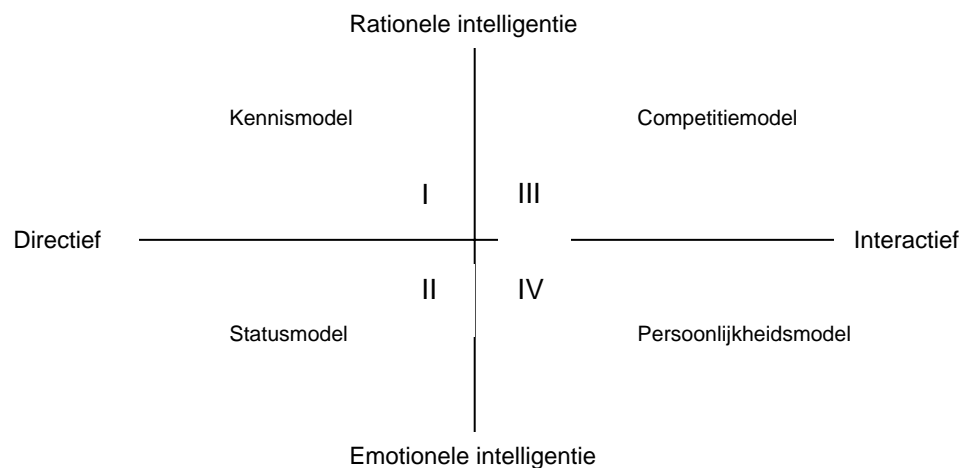 Rationele intelligentie
Kennismodel
Competitiemodel
I
III
Directief
Interactief
II
IV
Statusmodel
Persoonlijkheidsmodel
Emotionele intelligentie